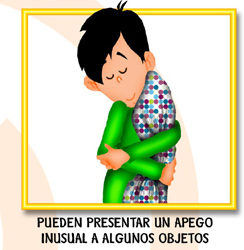 PUEDEN PRESENTAR UN APEGO
INUSUAL A ALGUNOS OBJETOS